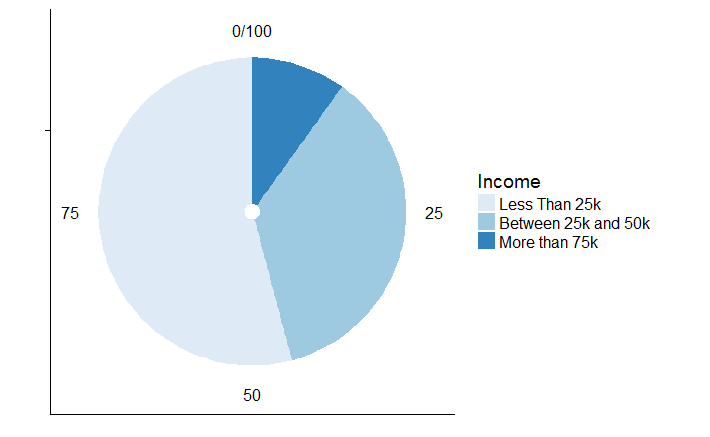 0/100
75
25
50
Income
Less Than 25k
Between 25k and 50k
More than 75k